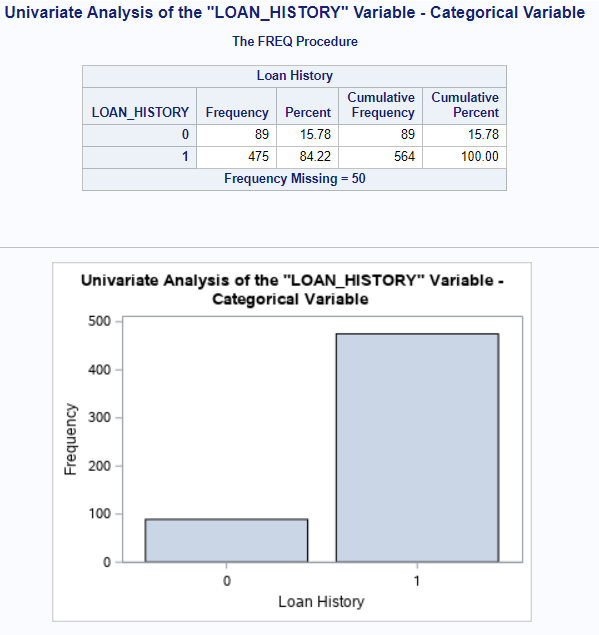 Univariate Analysis of the "LOAN_HISTORY" Variable - Categorical Variable
The FREQ Procedure
Loan History
LOAN_HISTORY Frequency Percent Cumulative Frequency Cumulative Percent
0 89 15.78 89 15.78
1 475 84.22 564 100.00
Frequency Missing = 50
Univariate Analysis of the "LOAN_HISTORY" Variable -
Categorical Variable
500
400
300
200
100
0
Frequency
0 1
Loan History